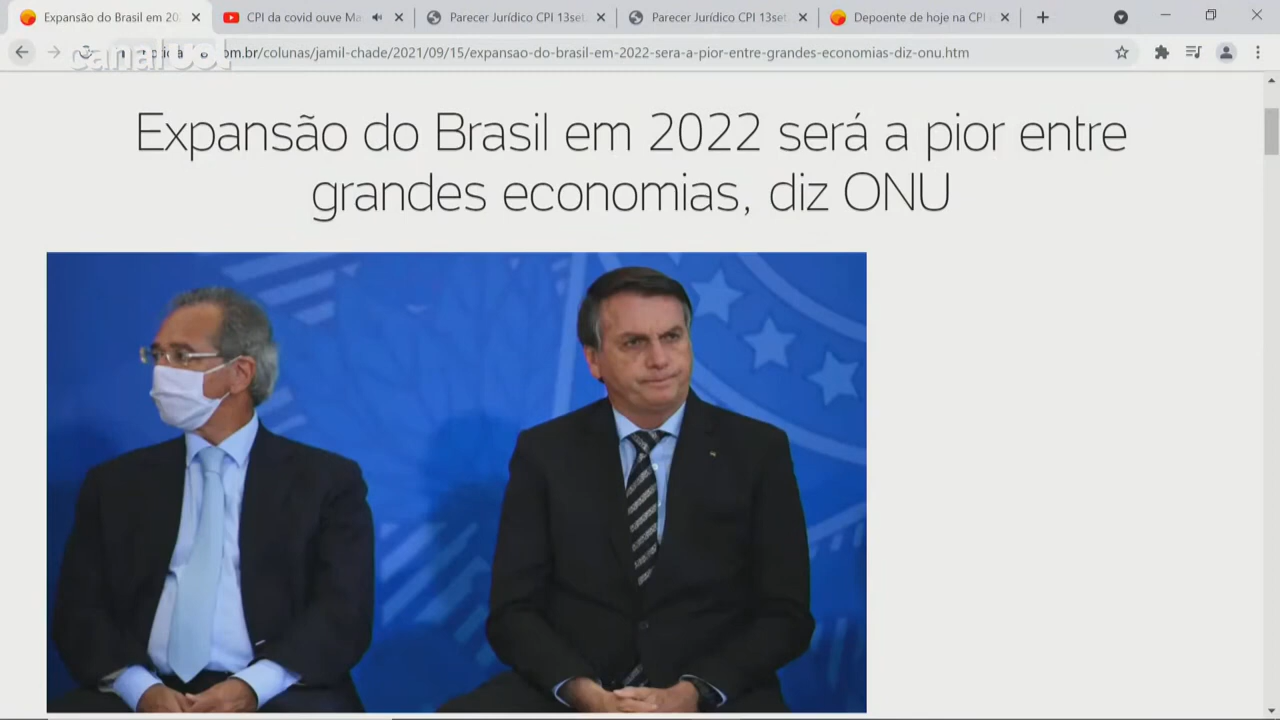 Expansão do Brasil em 20
CPI da covid ouve Ma
Parecer Jurídico CPI 13set
Parecer Jurídico CPI 13set
Depoente de hoje na CPI
om.br/colunas/jamil-chade/2021/09/15/expansao-do-brasil-em-2022-sera-a-pior-entre-grandes-economias-diz-onu.htm
canal
Expansão do Brasil em 2022 será a pior entre
grandes economias, diz ONU